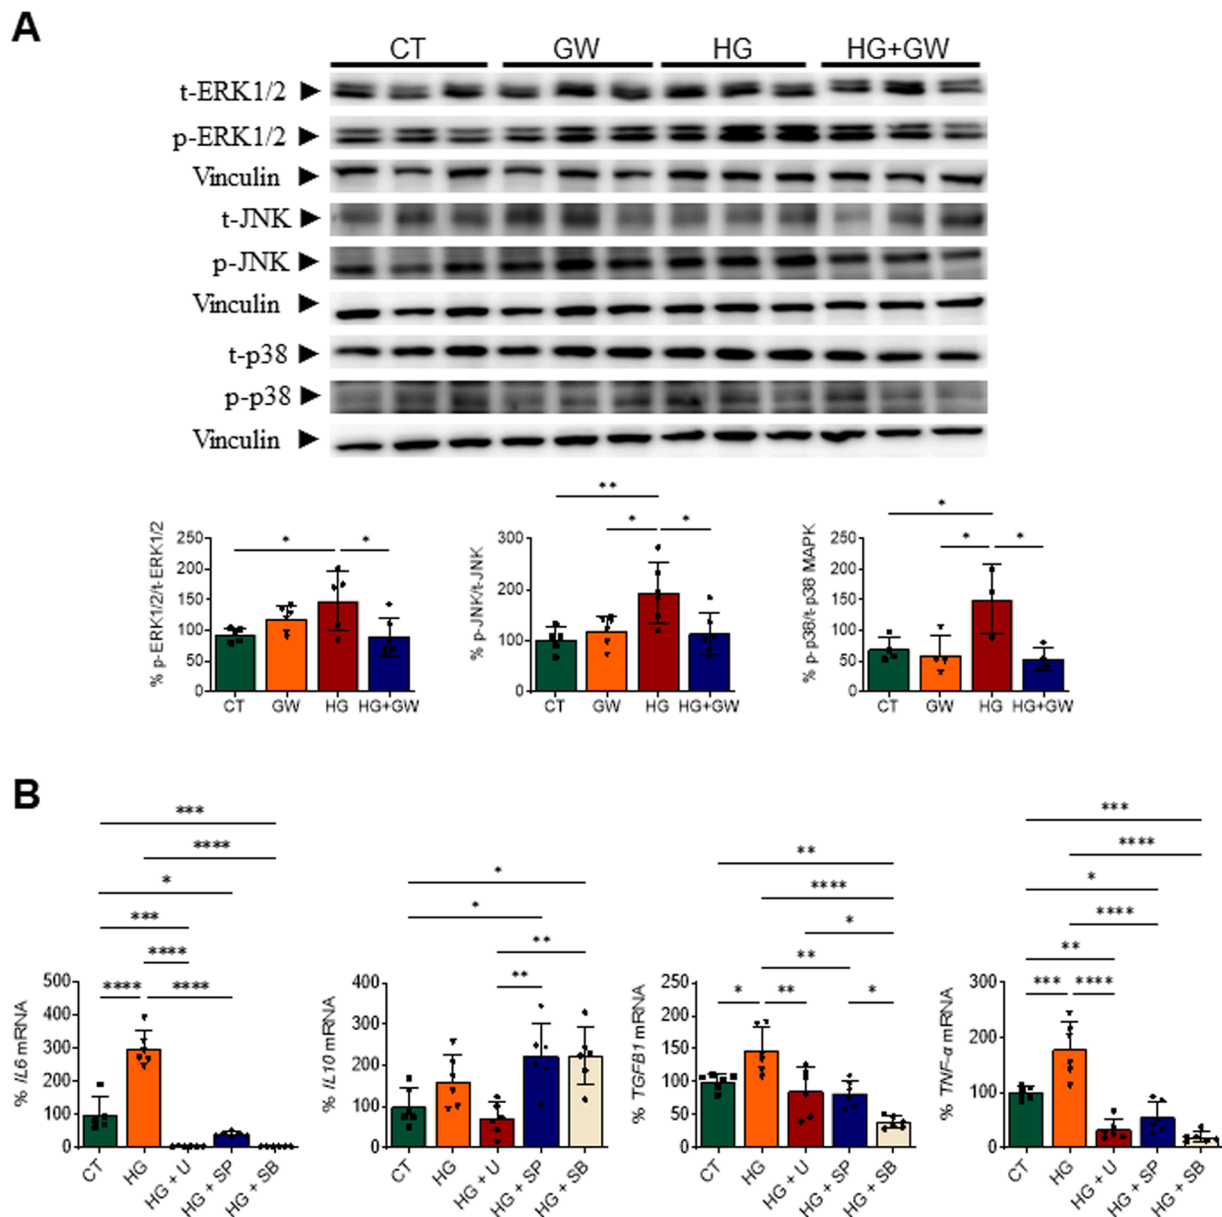 A
CT GW HG HG+GW
t-ERK1/2
p-ERK1/2
Vinculin
t-JNK
p-JNK
Vinculin
t-p38
p-p38
Vinculin
% p-ERK1/2/t-ERK1/2
250
200
150
100
50
0
* *
CT GW HG HG+GW
% p-JNK/t-JNK
300
200
100
0
**
* *
CT GW HG HG+GW
% p-p38/t-p38 MAPK
250
200
150
100
50
0
*
* *
CT GW HG HG+GW
B
***
****
*
***
****
**** ****
% IL6 mRNA
500
400
300
200
100
0
CT HG HG + U HG + SP HG + SB
*
*
**
**
% IL10 mRNA
400
300
200
100
0
CT HG HG + U HG + SP HG + SB
**
****
*
**
* ** *
% TGFB1 mRNA
250
200
150
100
50
0
CT HG HG + U HG + SP HG + SB
***
****
*
****
**
*** ****
% TNF-α mRNA
300
200
100
0
CT HG HG + U HG + SP HG + SB